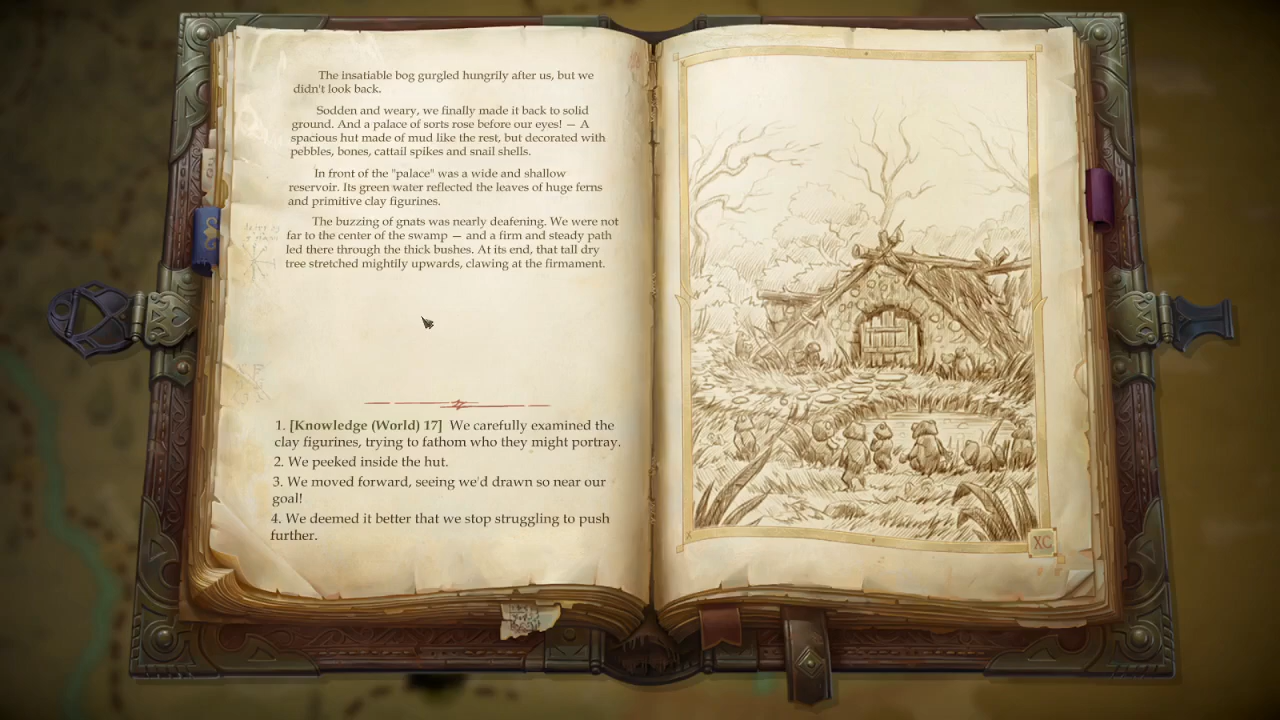 The insatiable bog gurgled hungrily after us, but we
didn't look back.
Sodden and weary, we finally made it back to solid
ground. And a palace of sorts rose before our eyes! — A
spacious hut made of mud like the rest, but decorated with
pebbles, bones, cattail spikes and snail shells.
In front of the "palace" was a wide and shallow
reservoir. Its green water reflected the leaves of huge ferns
and primitive clay figurines.
The buzzing of gnats was nearly deafening. We were not
far to the center of the swamp — and a firm and steady path
led there through the thick bushes. At its end, that tall dry
tree stretched mightily upwards, clawing at the firmament.
1. [Knowledge (World) 17] We carefully examined the
clay figurines, trying to fathom who they might portray.
2. We peeked inside the hut.
3. We moved forward, seeing we'd drawn so near our
goal!
4. We deemed it better that we stop struggling to push
further.
XC